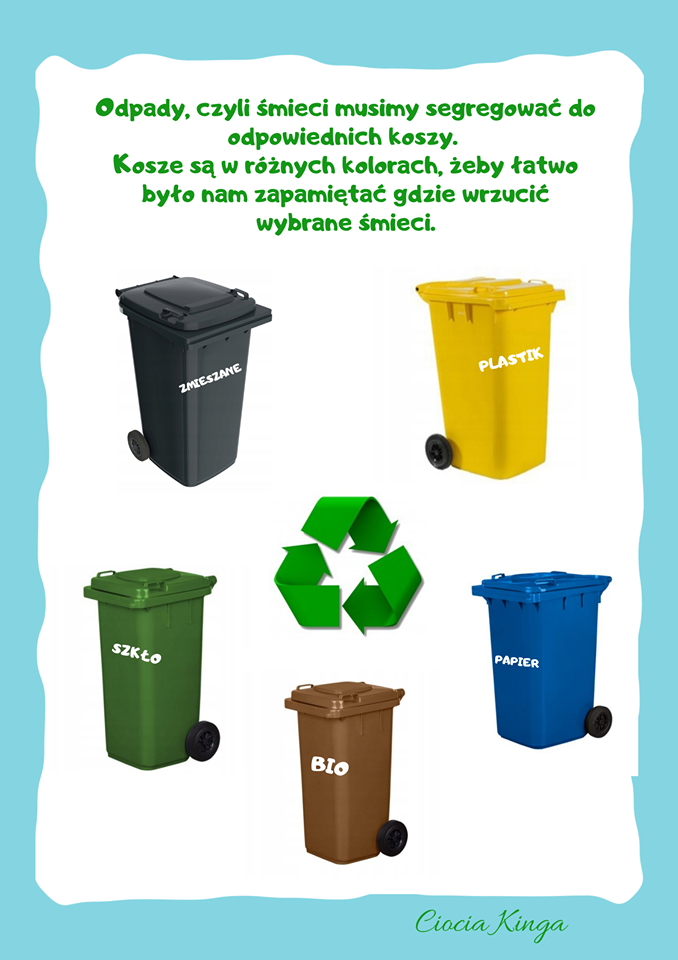 Odpady, czyli śmieci musimy segregować do
odpowiednich koszy.
Kosze są w różnych kolorach, żeby łatwo
było nam zapamiętać gdzie wrzucić
wybrane śmieci.
ZMIESZANE
PLASTIK
SZKŁO
PAPIER
BIO
Ciocia Kinga